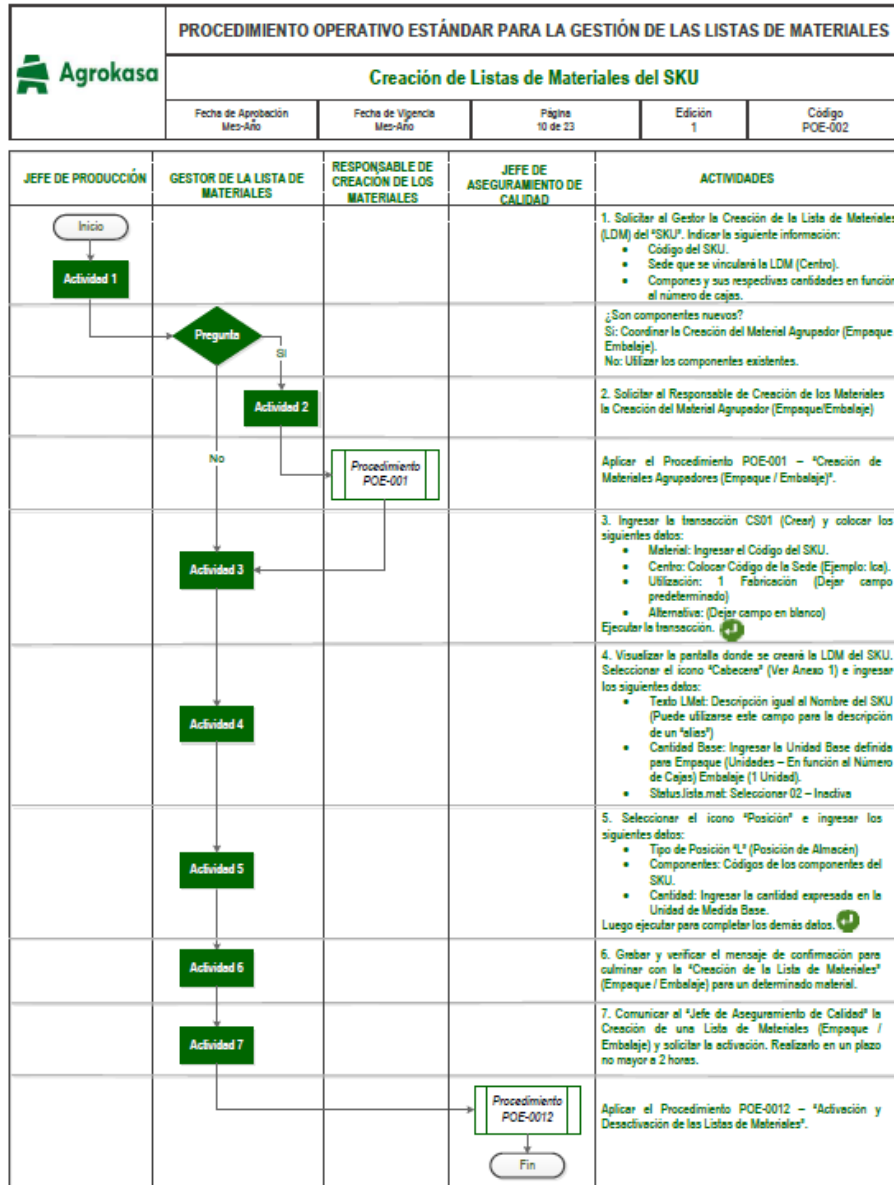 Agrokasa
PROCEDIMIENTO OPERATIVO ESTÁNDAR PARA LA GESTIÓN DE LAS LISTAS DE MATERIALES
Creación de Listas de Materiales del SKU
Fecha de Aprobación
Mes-Año
Fecha de Vigencia
Mes-Año
Página
10 de 23
Edición
1
Código
POE-002
JEFE DE PRODUCCIÓN
GESTOR DE LA LISTA DE
MATERIALES
RESPONSABLE DE
CREACIÓN DE LOS
MATERIALES
JEFE DE
ASEGURAMIENTO DE
CALIDAD
ACTIVIDADES
Inicio
Actividad 1
1. Solicitar al Gestor la Creación de la Lista de Materiales
(LDM) del "SKU". Indicar la siguiente información:
• Código del SKU.
• Sede que se vinculará la LDM (Centro).
• Compones y sus respectivas cantidades en función
al número de cajas.
Pregunta
Si
¿Son componentes nuevos?
Si: Coordinar la Creación del Material Agrupador (Empaque
Embalaje).
No: Utilizar los componentes existentes.
Actividad 2
2. Solicitar al Responsable de Creación de los Materiales
la Creación del Material Agrupador (Empaque/Embalaje)
No
Procedimiento
POE-001
Aplicar el Procedimiento POE-001 – "Creación de
Materiales Agrupadores (Empaque / Embalaje)".
Actividad 3
3. Ingresar la transacción CS01 (Crear) y colocar los
siguientes datos:
• Material: Ingresar el Código del SKU.
• Centro: Colocar Código de la Sede (Ejemplo: Ica).
• Utilización: 1 Fabricación (Dejar campo
predeterminado)
• Alternativa: (Dejar campo en blanco)
Ejecutar la transacción.
Actividad 4
4. Visualizar la pantalla donde se creará la LDM del SKU.
Seleccionar el icono "Cabecera" (Ver Anexo 1) e ingresar
los siguientes datos:
• Texto LMat: Descripción igual al Nombre del SKU
(Puede utilizarse este campo para la descripción
de un "alias")
• Cantidad Base: Ingresar la Unidad Base definida
para Empaque (Unidades – En función al Número
de Cajas) Embalaje (1 Unidad).
• Status.lista.mat: Seleccionar 02 – Inactiva
Actividad 5
5. Seleccionar el icono "Posición" e ingresar los
siguientes datos:
• Tipo de Posición "L" (Posición de Almacén)
• Componentes: Códigos de los componentes del
SKU.
• Cantidad: Ingresar la cantidad expresada en la
Unidad de Medida Base.
Luego ejecutar para completar los demás datos.
Actividad 6
6. Grabar y verificar el mensaje de confirmación para
culminar con la "Creación de la Lista de Materiales"
(Empaque / Embalaje) para un determinado material.
Actividad 7
7. Comunicar al "Jefe de Aseguramiento de Calidad" la
Creación de una Lista de Materiales (Empaque /
Embalaje) y solicitar la activación. Realizarlo en un plazo
no mayor a 2 horas.
Procedimiento
POE-0012
Aplicar el Procedimiento POE-0012 – "Activación y
Desactivación de las Listas de Materiales".
Fin